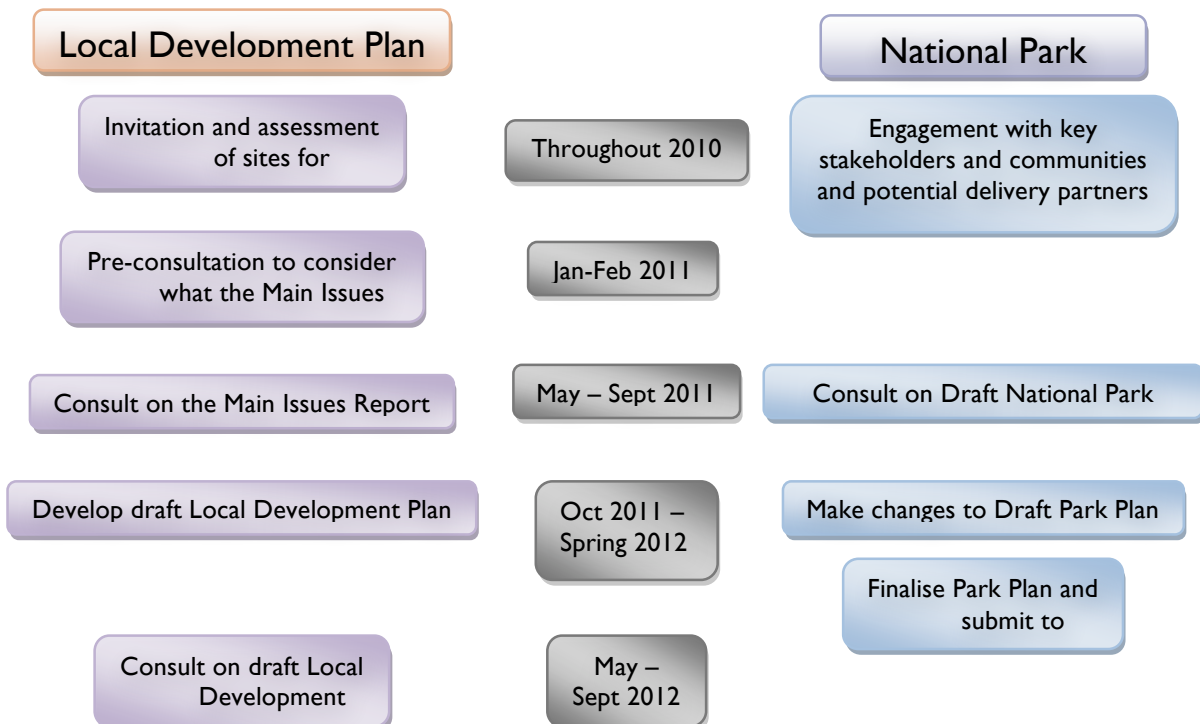 Local Development Plan
National Park
Invitation and assessment
of sites for
Throughout 2010
Engagement with key
stakeholders and communities
and potential delivery partners
Pre-consultation to consider
what the Main Issues
Jan-Feb 2011
Consult on the Main Issues Report
May – Sept 2011
Consult on Draft National Park
Develop draft Local Development Plan
Oct 2011 –
Spring 2012
Make changes to Draft Park Plan
Finalise Park Plan and
submit to
Consult on draft Local
Development
May –
Sept 2012